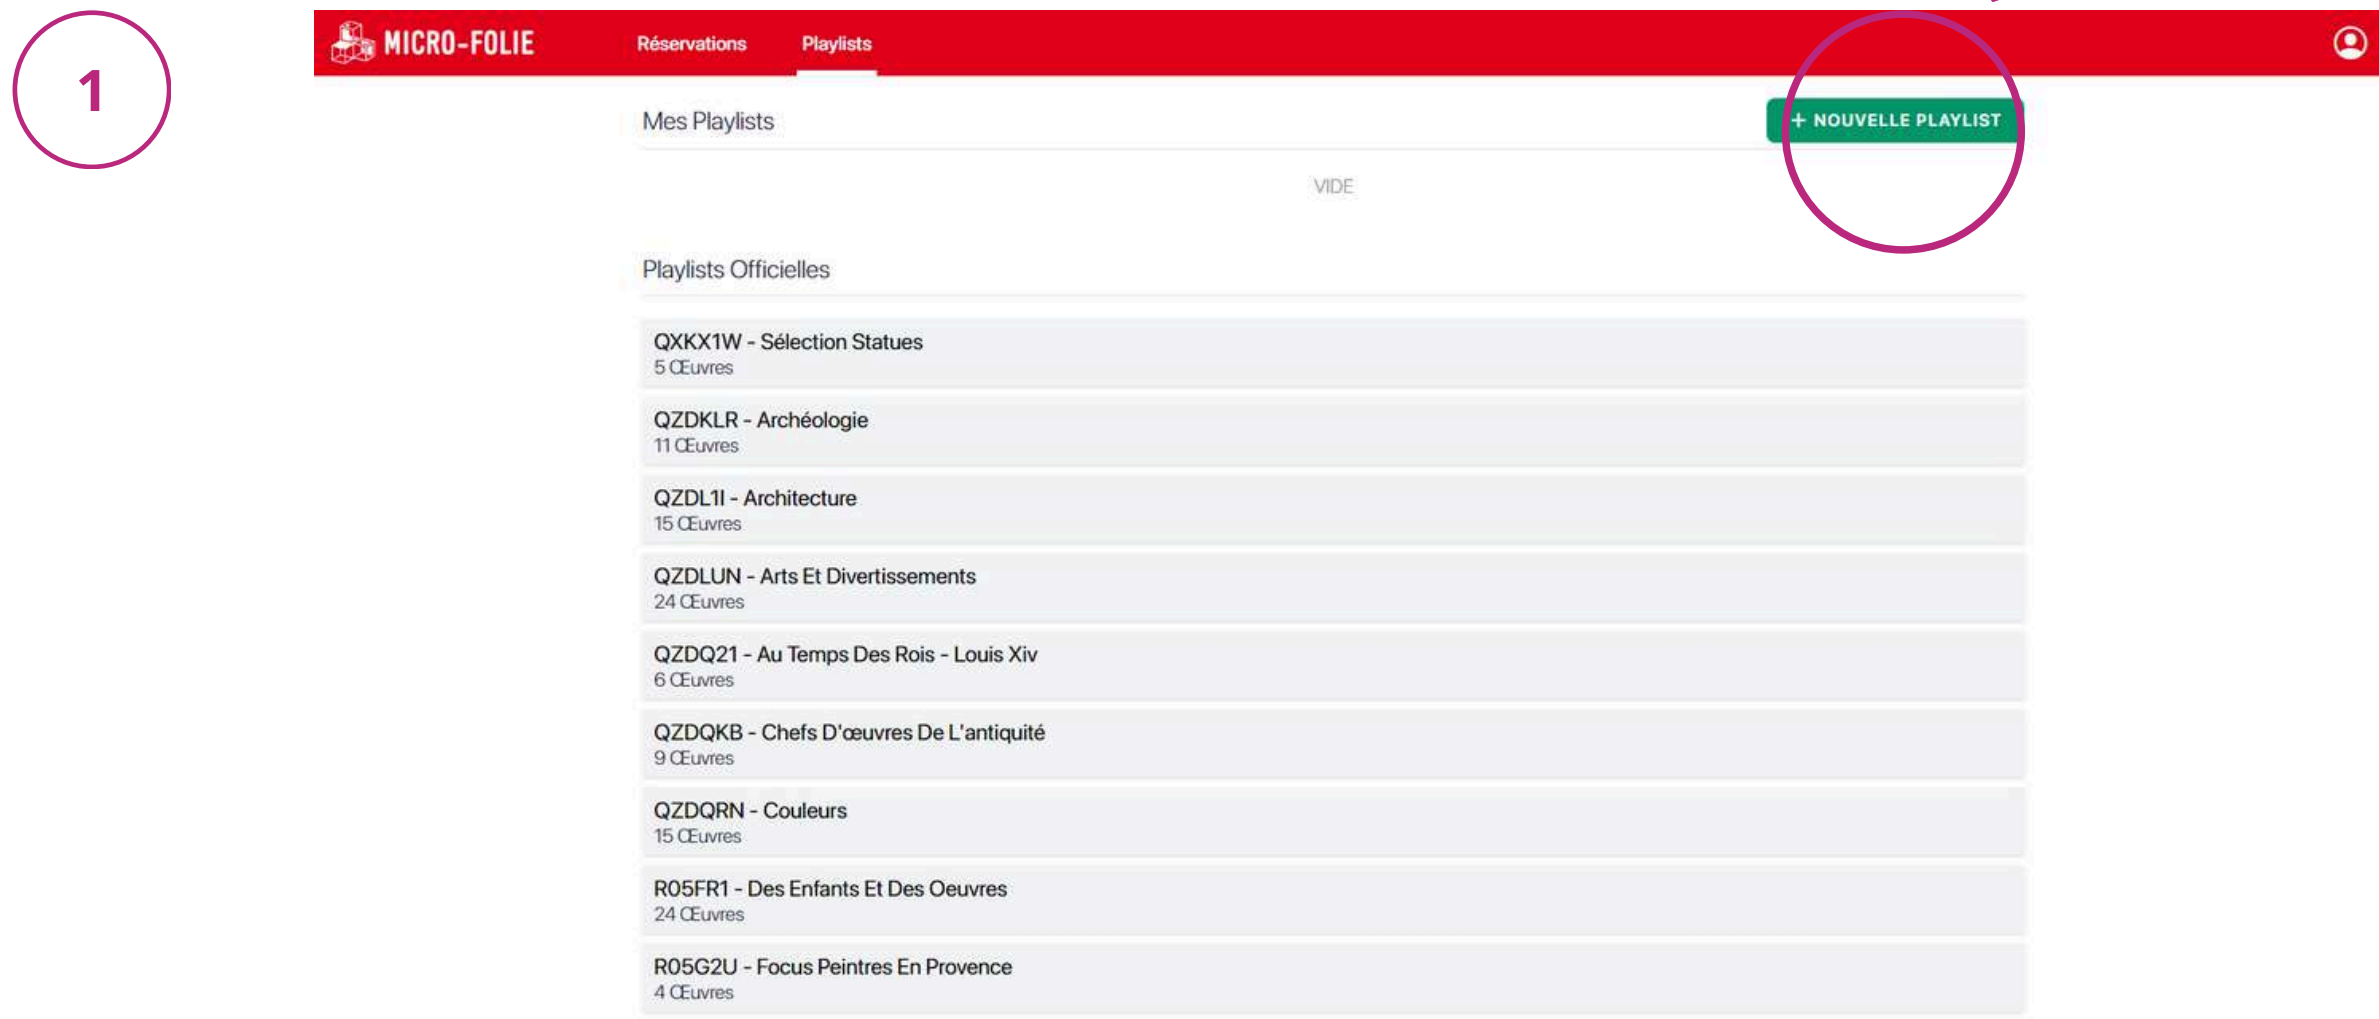 1
MICRO-FOLIE
Réservations
Playlists
Mes Playlists
+ NOUVELLE PLAYLIST
VIDE
Playlists Officielles
QXKX1W - Sélection Statues
5 Œuvres
QZDKLR - Archéologie
11 Œuvres
QZDL1I - Architecture
15 Œuvres
QZDLUN - Arts Et Divertissements
24 Œuvres
QZDQ21 - Au Temps Des Rois - Louis Xiv
6 Œuvres
QZDQKB - Chefs D'œuvres De L'antiquité
9 Œuvres
QZDQRN - Couleurs
15 Œuvres
R05FR1 - Des Enfants Et Des Oeuvres
24 Œuvres
R05G2U - Focus Peintres En Provence
4 Œuvres